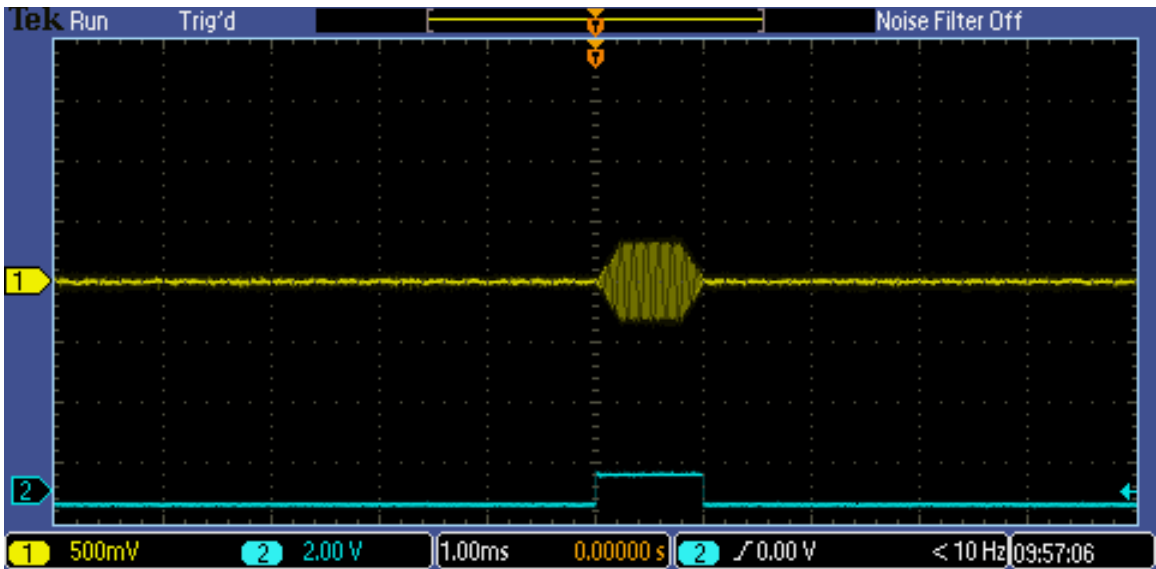 Tek Run Trig'd Noise Filter Off
T
T
1
2
1 500mV 2 2.00 V 1.00ms 0.00000 s 2 0.00 V < 10 Hz 09:57:06